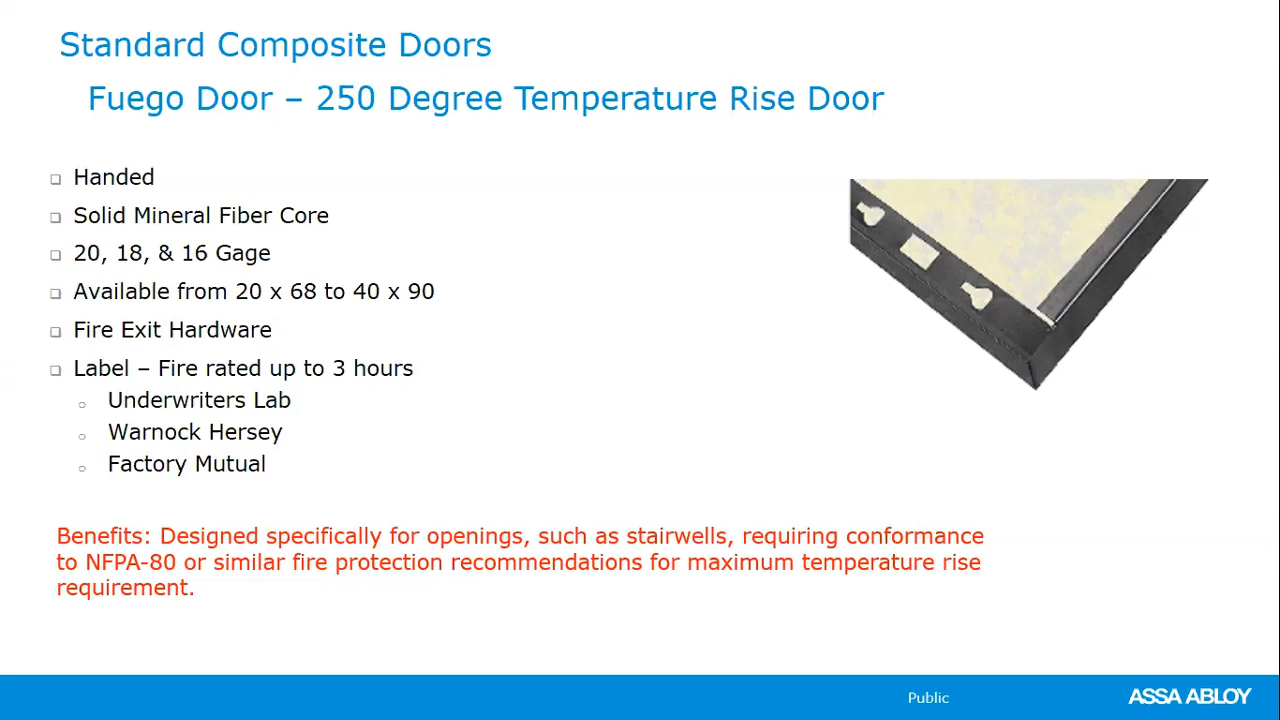 Standard Composite Doors
Fuego Door – 250 Degree Temperature Rise Door
Handed
Solid Mineral Fiber Core
20, 18, & 16 Gage
Available from 20 x 68 to 40 x 90
Fire Exit Hardware
Label – Fire rated up to 3 hours
Underwriters Lab
Warnock Hersey
Factory Mutual
Benefits: Designed specifically for openings, such as stairwells, requiring conformance
to NFPA-80 or similar fire protection recommendations for maximum temperature rise
requirement.
Public
ASSA ABLOY